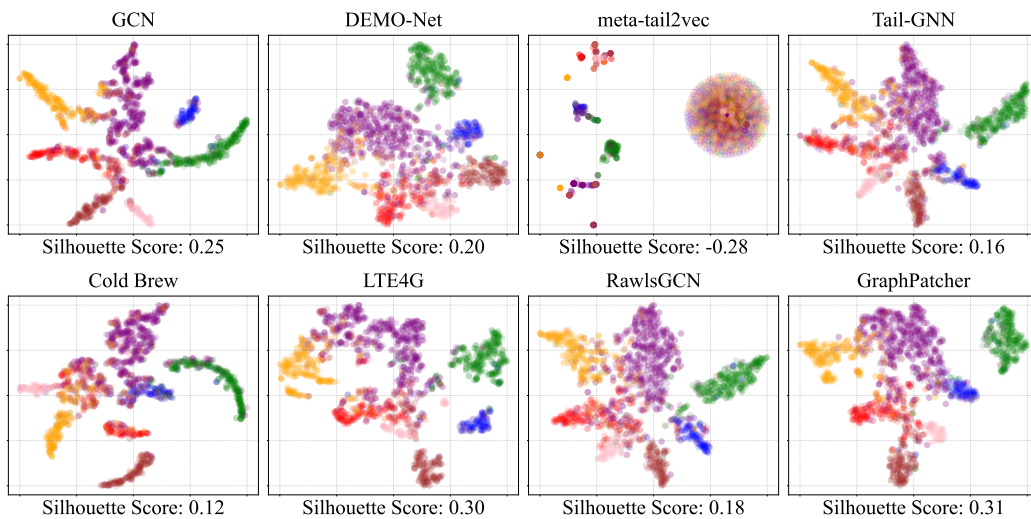 GCN
DEMO-Net
meta-tail2vec
Tail-GNN
Silhouette Score: 0.25
Silhouette Score: 0.20
Silhouette Score: -0.28
Silhouette Score: 0.16
Cold Brew
LTE4G
RawlsGCN
GraphPatcher
Silhouette Score: 0.12
Silhouette Score: 0.30
Silhouette Score: 0.18
Silhouette Score: 0.31